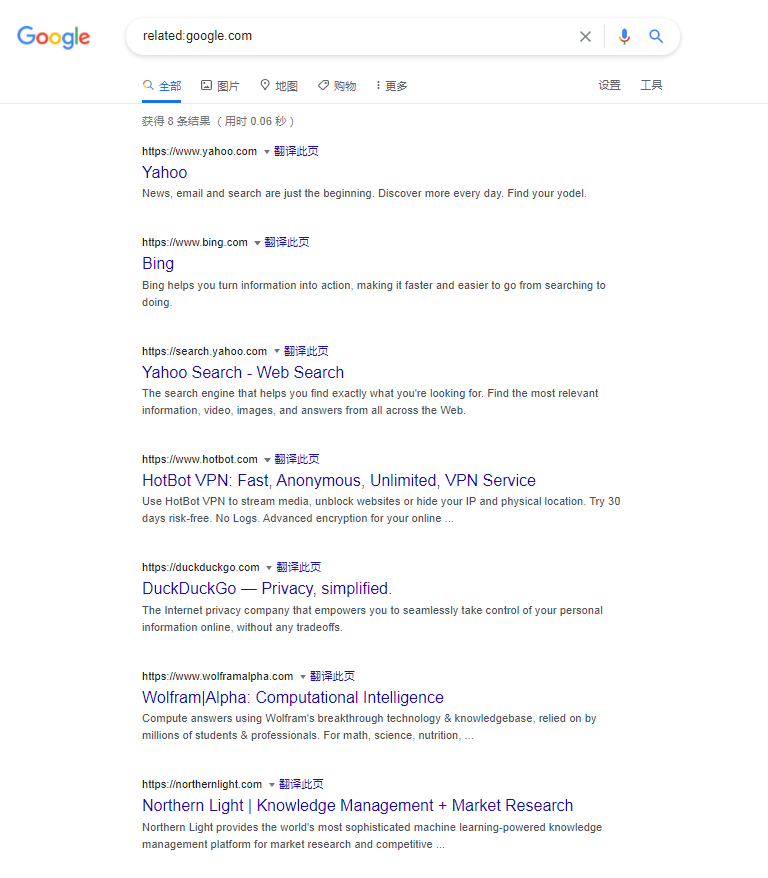 Google
related:google.com
全部 图片 地图 购物 更多 设置 工具
获得 8 条结果 （用时 0.06 秒）
https://www.yahoo.com 翻译此页
Yahoo
News, email and search are just the beginning. Discover more every day. Find your yodel.
https://www.bing.com 翻译此页
Bing
Bing helps you turn information into action, making it faster and easier to go from searching to
doing.
https://search.yahoo.com 翻译此页
Yahoo Search - Web Search
The search engine that helps you find exactly what you're looking for. Find the most relevant
information, video, images, and answers from all across the Web.
https://www.hotbot.com 翻译此页
HotBot VPN: Fast, Anonymous, Unlimited, VPN Service
Use HotBot VPN to stream media, unblock websites or hide your IP and physical location. Try 30
days risk-free. No Logs. Advanced encryption for your online ...
https://duckduckgo.com 翻译此页
DuckDuckGo — Privacy, simplified.
The Internet privacy company that empowers you to seamlessly take control of your personal
information online, without any tradeoffs.
https://www.wolframalpha.com 翻译此页
Wolfram|Alpha: Computational Intelligence
Compute answers using Wolfram's breakthrough technology & knowledgebase, relied on by
millions of students & professionals. For math, science, nutrition, ...
https://northernlight.com 翻译此页
Northern Light | Knowledge Management + Market Research
Northern Light provides the world's most sophisticated machine learning-powered knowledge
management platform for market research and competitive ...